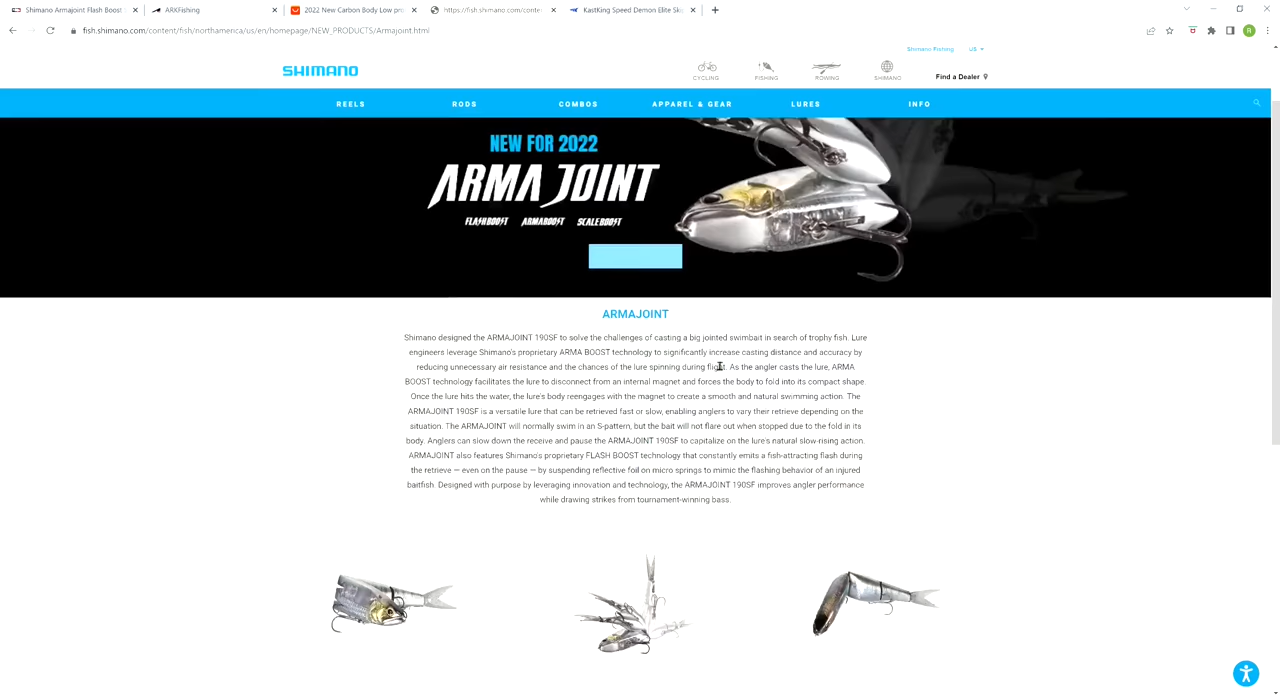 Shimano Armajoint Flash Boost
ARKFishing
2022 New Carbon Body Low pro
https://fish.shimano.com/conte
KastKing Speed Demon Elite Ski
fish.shimano.com/content/fish/northamerica/us/en/homepage/NEW_PRODUCTS/Armajoint.html
R
Shimano Fishing
US
SHIMANO
CYCLING
FISHING
ROWING
SHIMANO
Find a Dealer
REELS
RODS
COMBOS
APPAREL & GEAR
LURES
INFO
NEW FOR 2022
ARMA JOINT
FLASHBOOST ARMABOOST SCALEBOOST
ARMAJOINT
Shimano designed the ARMAJOINT 190SF to solve the challenges of casting a big jointed swimbait in search of trophy fish. Lure
engineers leverage Shimano's proprietary ARMA BOOST technology to significantly increase casting distance and accuracy by
reducing unnecessary air resistance and the chances of the lure spinning during flight. As the angler casts the lure, ARMA
BOOST technology facilitates the lure to disconnect from an internal magnet and forces the body to fold into its compact shape.
Once the lure hits the water, the lure's body reengages with the magnet to create a smooth and natural swimming action. The
ARMAJOINT 190SF is a versatile lure that can be retrieved fast or slow, enabling anglers to vary their retrieve depending on the
situation. The ARMAJOINT will normally swim in an S-pattern, but the bait will not flare out when stopped due to the fold in its
body. Anglers can slow down the receive and pause the ARMAJOINT 190SF to capitalize on the lure's natural slow-rising action.
ARMAJOINT also features Shimano's proprietary FLASH BOOST technology that constantly emits a fish-attracting flash during
the retrieve — even on the pause — by suspending reflective foil on micro springs to mimic the flashing behavior of an injured
baitfish. Designed with purpose by leveraging innovation and technology, the ARMAJOINT 190SF improves angler performance
while drawing strikes from tournament-winning bass.